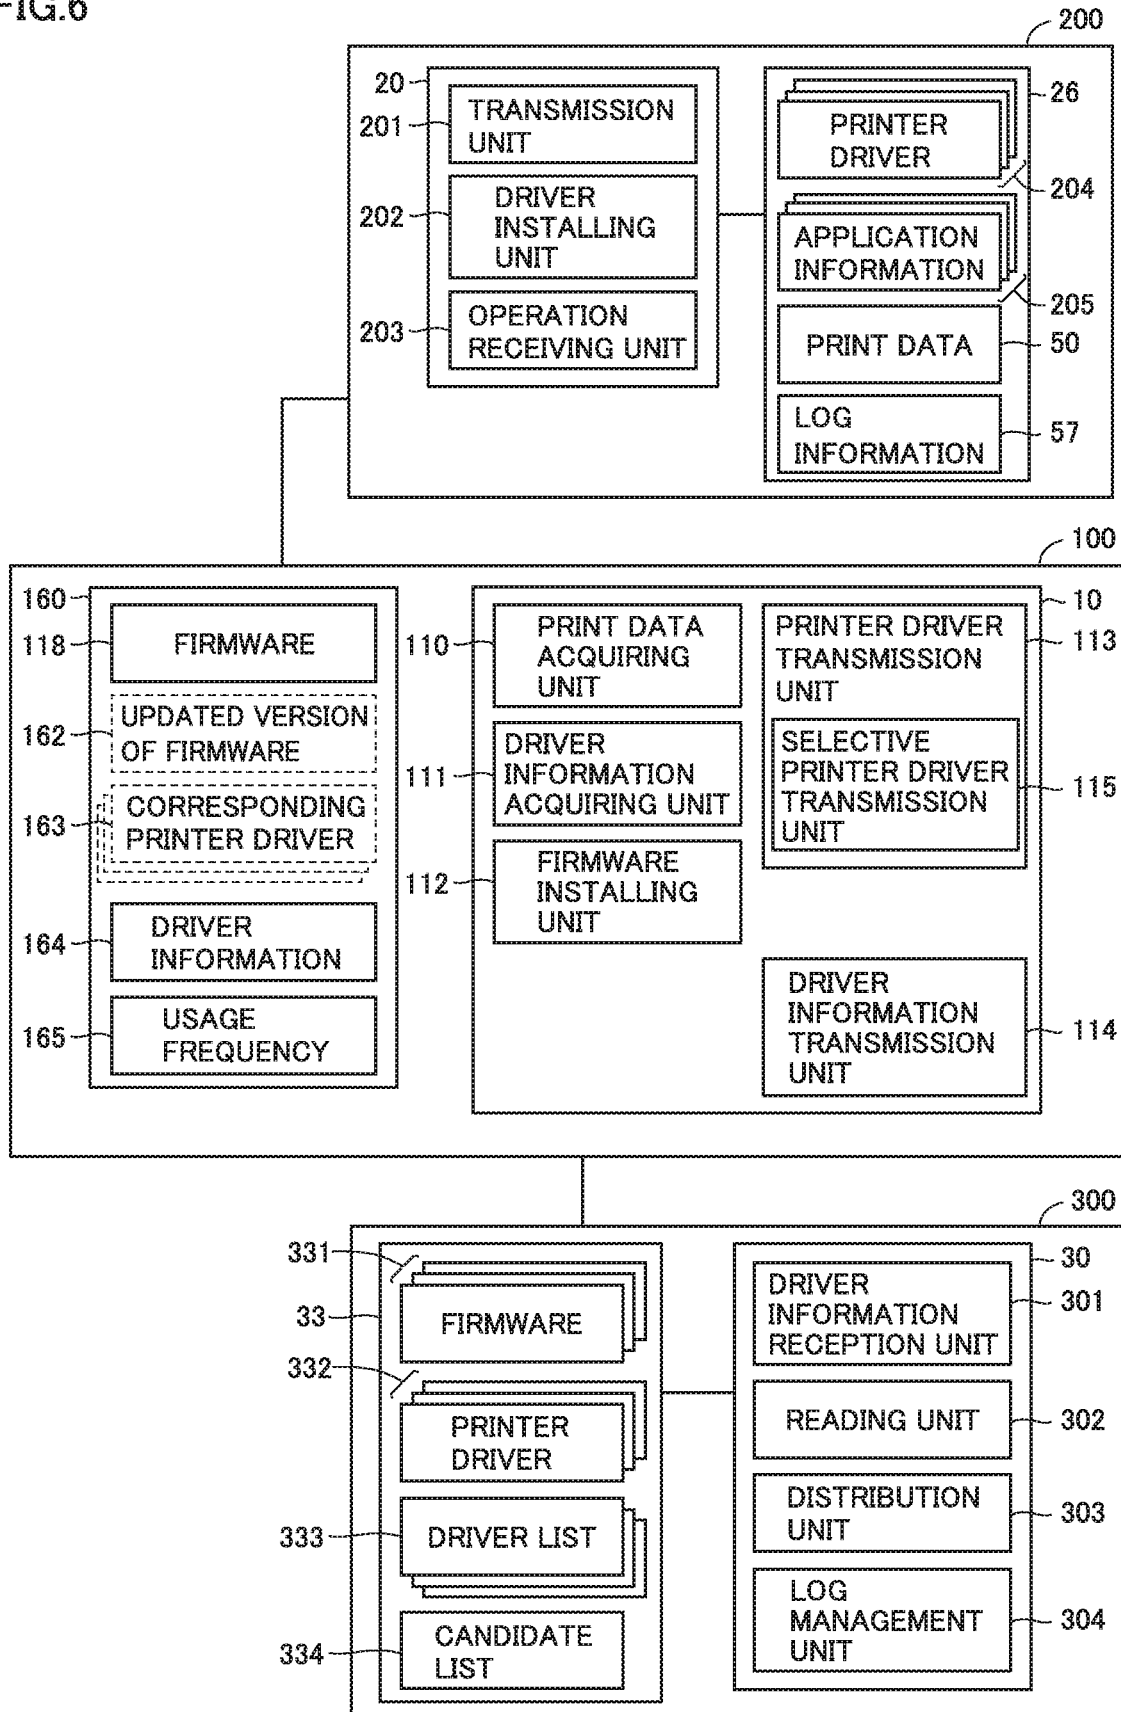 FIG.6
200
20
26
TRANSMISSION
UNIT
201
PRINTER
DRIVER
204
DRIVER
INSTALLING
UNIT
202
APPLICATION
INFORMATION
205
OPERATION
RECEIVING UNIT
203
PRINT DATA
50
LOG
INFORMATION
57
100
160
10
FIRMWARE
118
UPDATED VERSION
OF FIRMWARE
162
CORRESPONDING
PRINTER DRIVER
163
DRIVER
INFORMATION
164
USAGE
FREQUENCY
165
PRINT DATA
ACQUIRING
UNIT
110
DRIVER
INFORMATION
ACQUIRING UNIT
111
FIRMWARE
INSTALLING
UNIT
112
PRINTER DRIVER
TRANSMISSION
UNIT
113
SELECTIVE
PRINTER DRIVER
TRANSMISSION
UNIT
115
DRIVER
INFORMATION
TRANSMISSION
UNIT
114
300
331
33
FIRMWARE
332
PRINTER
DRIVER
333
DRIVER LIST
334
CANDIDATE
LIST
30
DRIVER
INFORMATION
RECEPTION UNIT
301
READING UNIT
302
DISTRIBUTION
UNIT
303
LOG
MANAGEMENT
UNIT
304